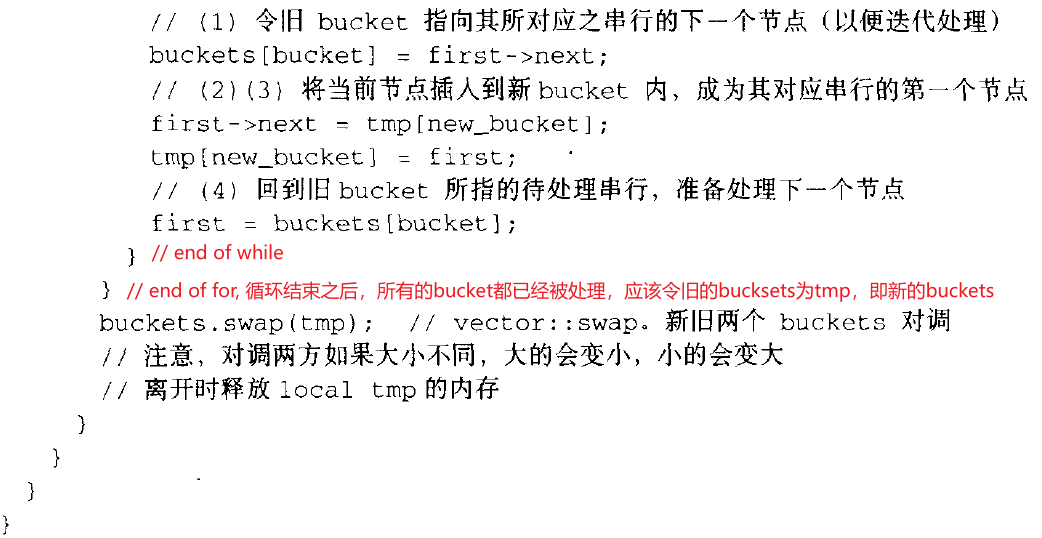 // (1) 令旧 bucket 指向其所对应之串行的下一个节点（以便迭代处理）
buckets[bucket] = first->next;
// (2)(3) 将当前节点插入到新 bucket 内，成为其对应串行的第一个节点
first->next = tmp[new_bucket];
tmp[new_bucket] = first;
// (4) 回到旧 bucket 所指的待处理串行，准备处理下一个节点
first = buckets[bucket];
} // end of while
} // end of for, 循环结束之后，所有的bucket都已经被处理，应该令旧的bucksets为tmp，即新的buckets
buckets.swap(tmp); // vector::swap。新旧两个 buckets 对调
// 注意，对调两方如果大小不同，大的会变小，小的会变大
// 离开时释放 local tmp 的内存
}
}
}
}